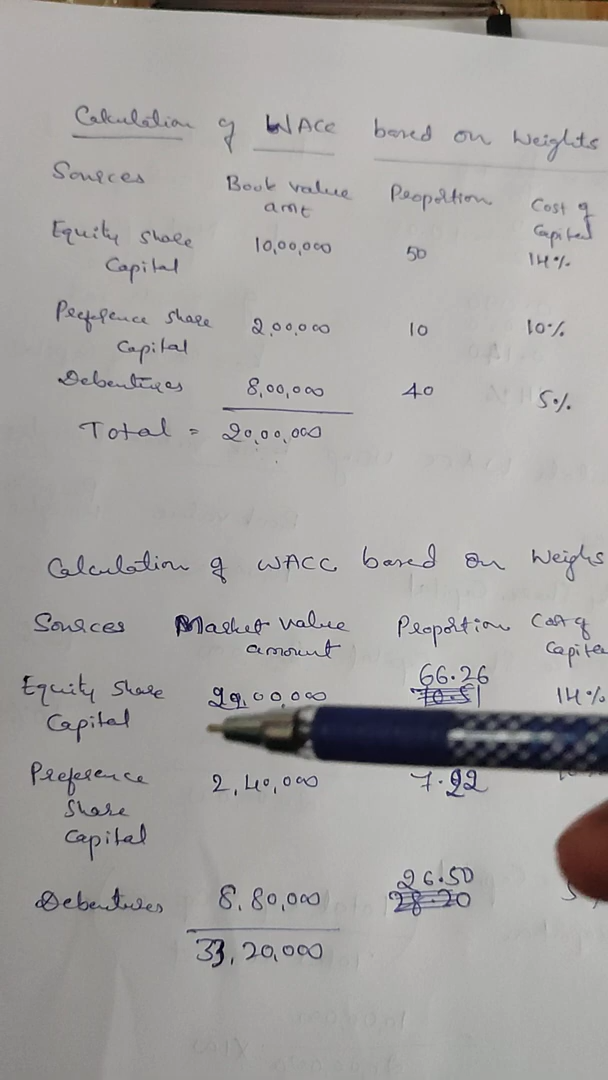 Calculation of WACC based on Weights
Sources Book value Proportion Cost of
amt Capital
Equity Share 10,00,000 50 14%
Capital
Preference Share 2,00,000 10 10%
Capital
Debentures 8,00,000 40 5%
Total = 20,00,000
Calculation of WACC based on Weighs
Sources Market value Proportion Cost of
amount Capital
66.26
Equity Share 22,00,000 70.51 14%
Capital
Preference 2,40,000 7.22
Share
Capital
26.50
Debentures 8,80,000 28.20
33,20,000